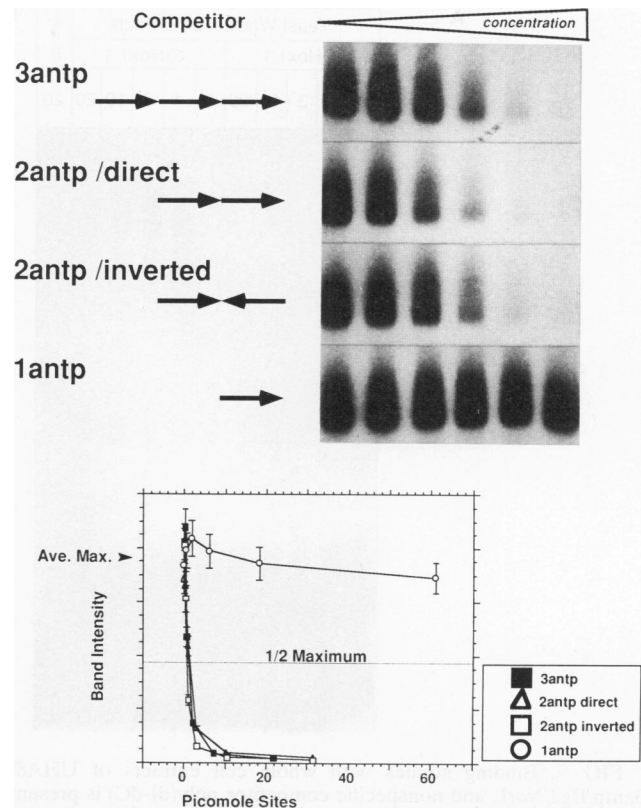 Competitor
concentration
3antp
2antp /direct
2antp /inverted
1antp
Ave. Max.
1/2 Maximum
Band Intensity
0
20
40
60
Picomole Sites
3antp
2antp direct
2antp inverted
1antp